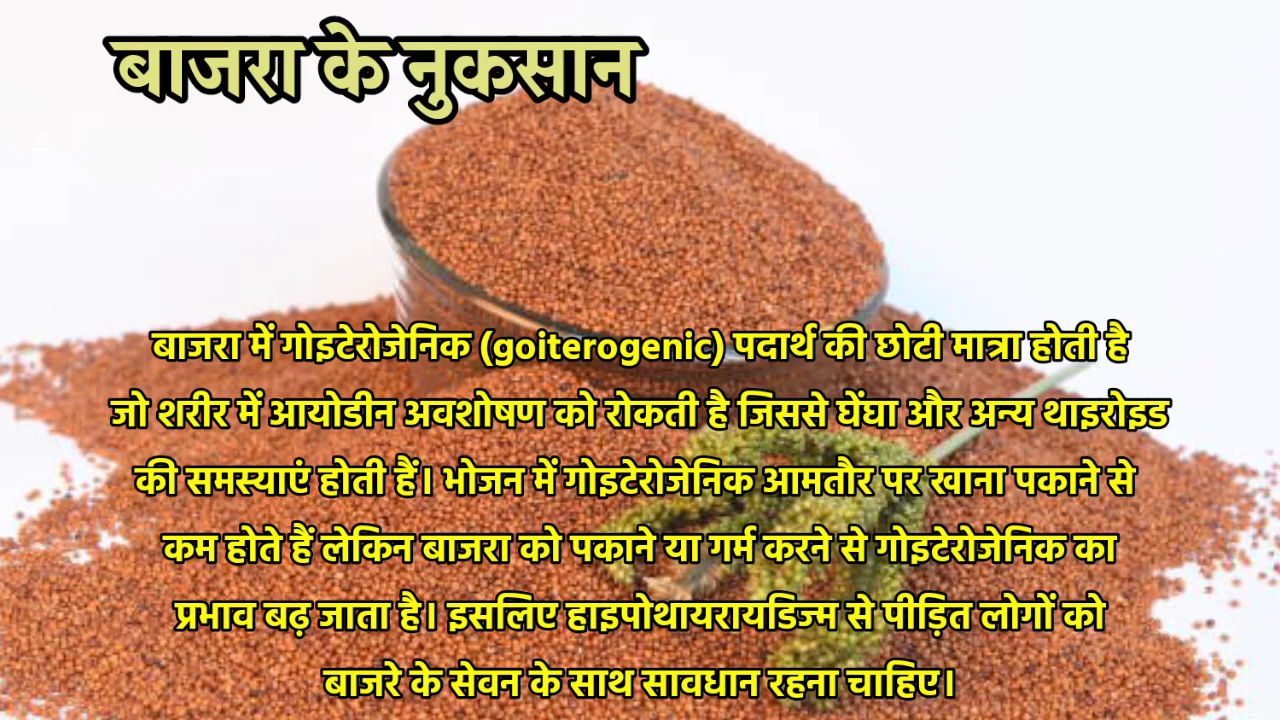 बाजरा के नुकसान
बाजरा में गोइटेरोजेनिक (goiterogenic) पदार्थ की छोटी मात्रा होती है
जो शरीर में आयोडीन अवशोषण को रोकती है जिससे घेंघा और अन्य थाइरोइड
की समस्याएं होती हैं। भोजन में गोइटेरोजेनिक आमतौर पर खाना पकाने से
कम होते हैं लेकिन बाजरा को पकाने या गर्म करने से गोइटेरोजेनिक का
प्रभाव बढ़ जाता है। इसलिए हाइपोथायरायडिज्म से पीड़ित लोगों को
बाजरे के सेवन के साथ सावधान रहना चाहिए।